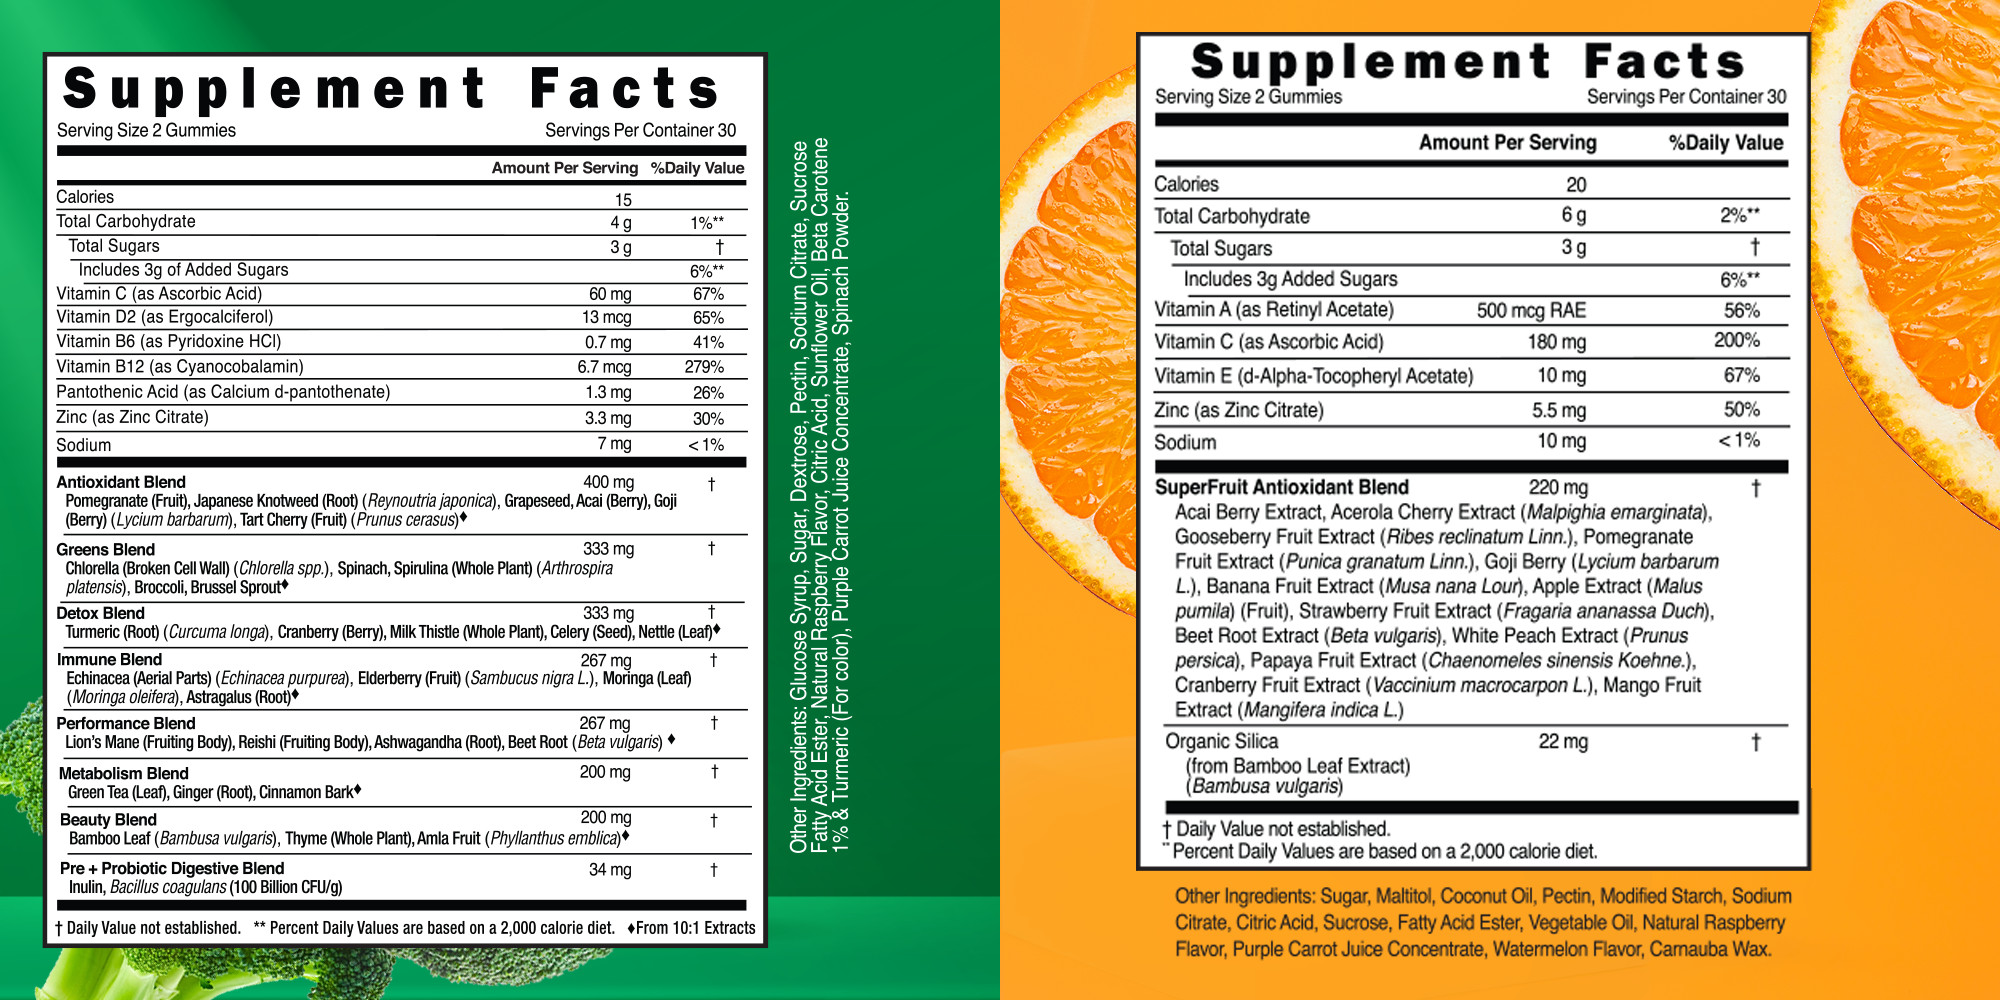 Supplement Facts
Serving Size 2 Gummies Servings Per Container 30
Amount Per Serving %Daily Value
Calories 15
Total Carbohydrate 4 g 1%**
Total Sugars 3 g †
Includes 3g of Added Sugars 6%**
Vitamin C (as Ascorbic Acid) 60 mg 67%
Vitamin D2 (as Ergocalciferol) 13 mcg 65%
Vitamin B6 (as Pyridoxine HCl) 0.7 mg 41%
Vitamin B12 (as Cyanocobalamin) 6.7 mcg 279%
Pantothenic Acid (as Calcium d-pantothenate) 1.3 mg 26%
Zinc (as Zinc Citrate) 3.3 mg 30%
Sodium 7 mg < 1%
Antioxidant Blend 400 mg †
Pomegranate (Fruit), Japanese Knotweed (Root) (Reynoutria japonica), Grapeseed, Acai (Berry), Goji
(Berry) (Lycium barbarum), Tart Cherry (Fruit) (Prunus cerasus)♦
Greens Blend 333 mg †
Chlorella (Broken Cell Wall) (Chlorella spp.), Spinach, Spirulina (Whole Plant) (Arthrospira
platensis), Broccoli, Brussel Sprout♦
Detox Blend 333 mg †
Turmeric (Root) (Curcuma longa), Cranberry (Berry), Milk Thistle (Whole Plant), Celery (Seed), Nettle (Leaf)♦
Immune Blend 267 mg †
Echinacea (Aerial Parts) (Echinacea purpurea), Elderberry (Fruit) (Sambucus nigra L.), Moringa (Leaf)
(Moringa oleifera), Astragalus (Root)♦
Performance Blend 267 mg †
Lion's Mane (Fruiting Body), Reishi (Fruiting Body), Ashwagandha (Root), Beet Root (Beta vulgaris) ♦
Metabolism Blend 200 mg †
Green Tea (Leaf), Ginger (Root), Cinnamon Bark♦
Beauty Blend 200 mg †
Bamboo Leaf (Bambusa vulgaris), Thyme (Whole Plant), Amla Fruit (Phyllanthus emblica)♦
Pre + Probiotic Digestive Blend 34 mg †
Inulin, Bacillus coagulans (100 Billion CFU/g)
† Daily Value not established. ** Percent Daily Values are based on a 2,000 calorie diet. ♦From 10:1 Extracts
Other Ingredients: Glucose Syrup, Sugar, Dextrose, Pectin, Sodium Citrate, Sucrose
Fatty Acid Ester, Natural Raspberry Flavor, Citric Acid, Sunflower Oil, Beta Carotene
1% & Turmeric (For color), Purple Carrot Juice Concentrate, Spinach Powder.
Supplement Facts
Serving Size 2 Gummies Servings Per Container 30
Amount Per Serving %Daily Value
Calories 20
Total Carbohydrate 6 g 2%**
Total Sugars 3 g †
Includes 3g Added Sugars 6%**
Vitamin A (as Retinyl Acetate) 500 mcg RAE 56%
Vitamin C (as Ascorbic Acid) 180 mg 200%
Vitamin E (d-Alpha-Tocopheryl Acetate) 10 mg 67%
Zinc (as Zinc Citrate) 5.5 mg 50%
Sodium 10 mg < 1%
SuperFruit Antioxidant Blend 220 mg †
Acai Berry Extract, Acerola Cherry Extract (Malpighia emarginata),
Gooseberry Fruit Extract (Ribes reclinatum Linn.), Pomegranate
Fruit Extract (Punica granatum Linn.), Goji Berry (Lycium barbarum
L.), Banana Fruit Extract (Musa nana Lour), Apple Extract (Malus
pumila) (Fruit), Strawberry Fruit Extract (Fragaria ananassa Duch),
Beet Root Extract (Beta vulgaris), White Peach Extract (Prunus
persica), Papaya Fruit Extract (Chaenomeles sinensis Koehne.),
Cranberry Fruit Extract (Vaccinium macrocarpon L.), Mango Fruit
Extract (Mangifera indica L.)
Organic Silica 22 mg †
(from Bamboo Leaf Extract)
(Bambusa vulgaris)
† Daily Value not established.
** Percent Daily Values are based on a 2,000 calorie diet.
Other Ingredients: Sugar, Maltitol, Coconut Oil, Pectin, Modified Starch, Sodium
Citrate, Citric Acid, Sucrose, Fatty Acid Ester, Vegetable Oil, Natural Raspberry
Flavor, Purple Carrot Juice Concentrate, Watermelon Flavor, Carnauba Wax.